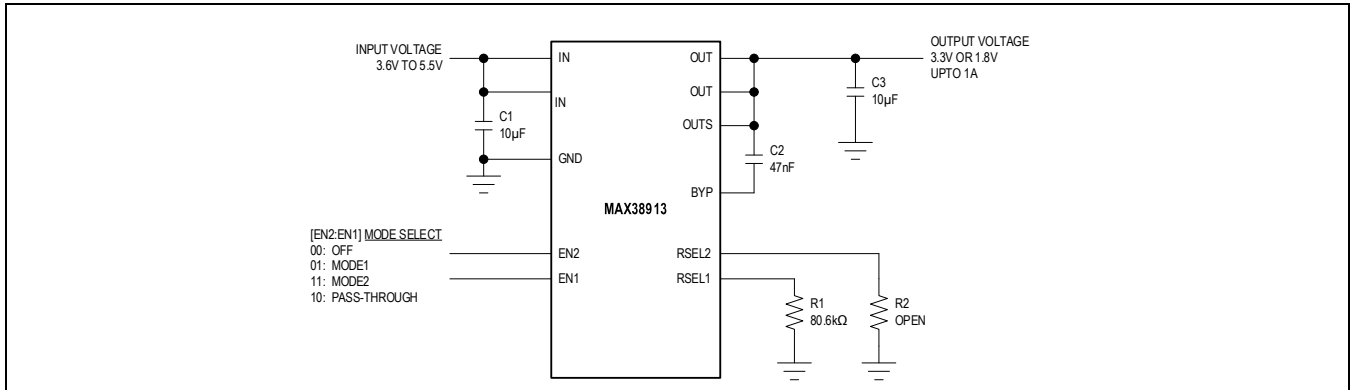 INPUT VOLTAGE
3.6V TO 5.5V
IN
IN
C1
10µF
GND
MAX38913
[EN2:EN1] MODE SELECT
00: OFF
01: MODE1
11: MODE2
10: PASS-THROUGH
EN2
EN1
OUT
OUT
OUTS
BYP
C2
47nF
OUTPUT VOLTAGE
3.3V OR 1.8V
UPTO 1A
C3
10µF
RSEL2
RSEL1
R1
80.6kΩ
R2
OPEN